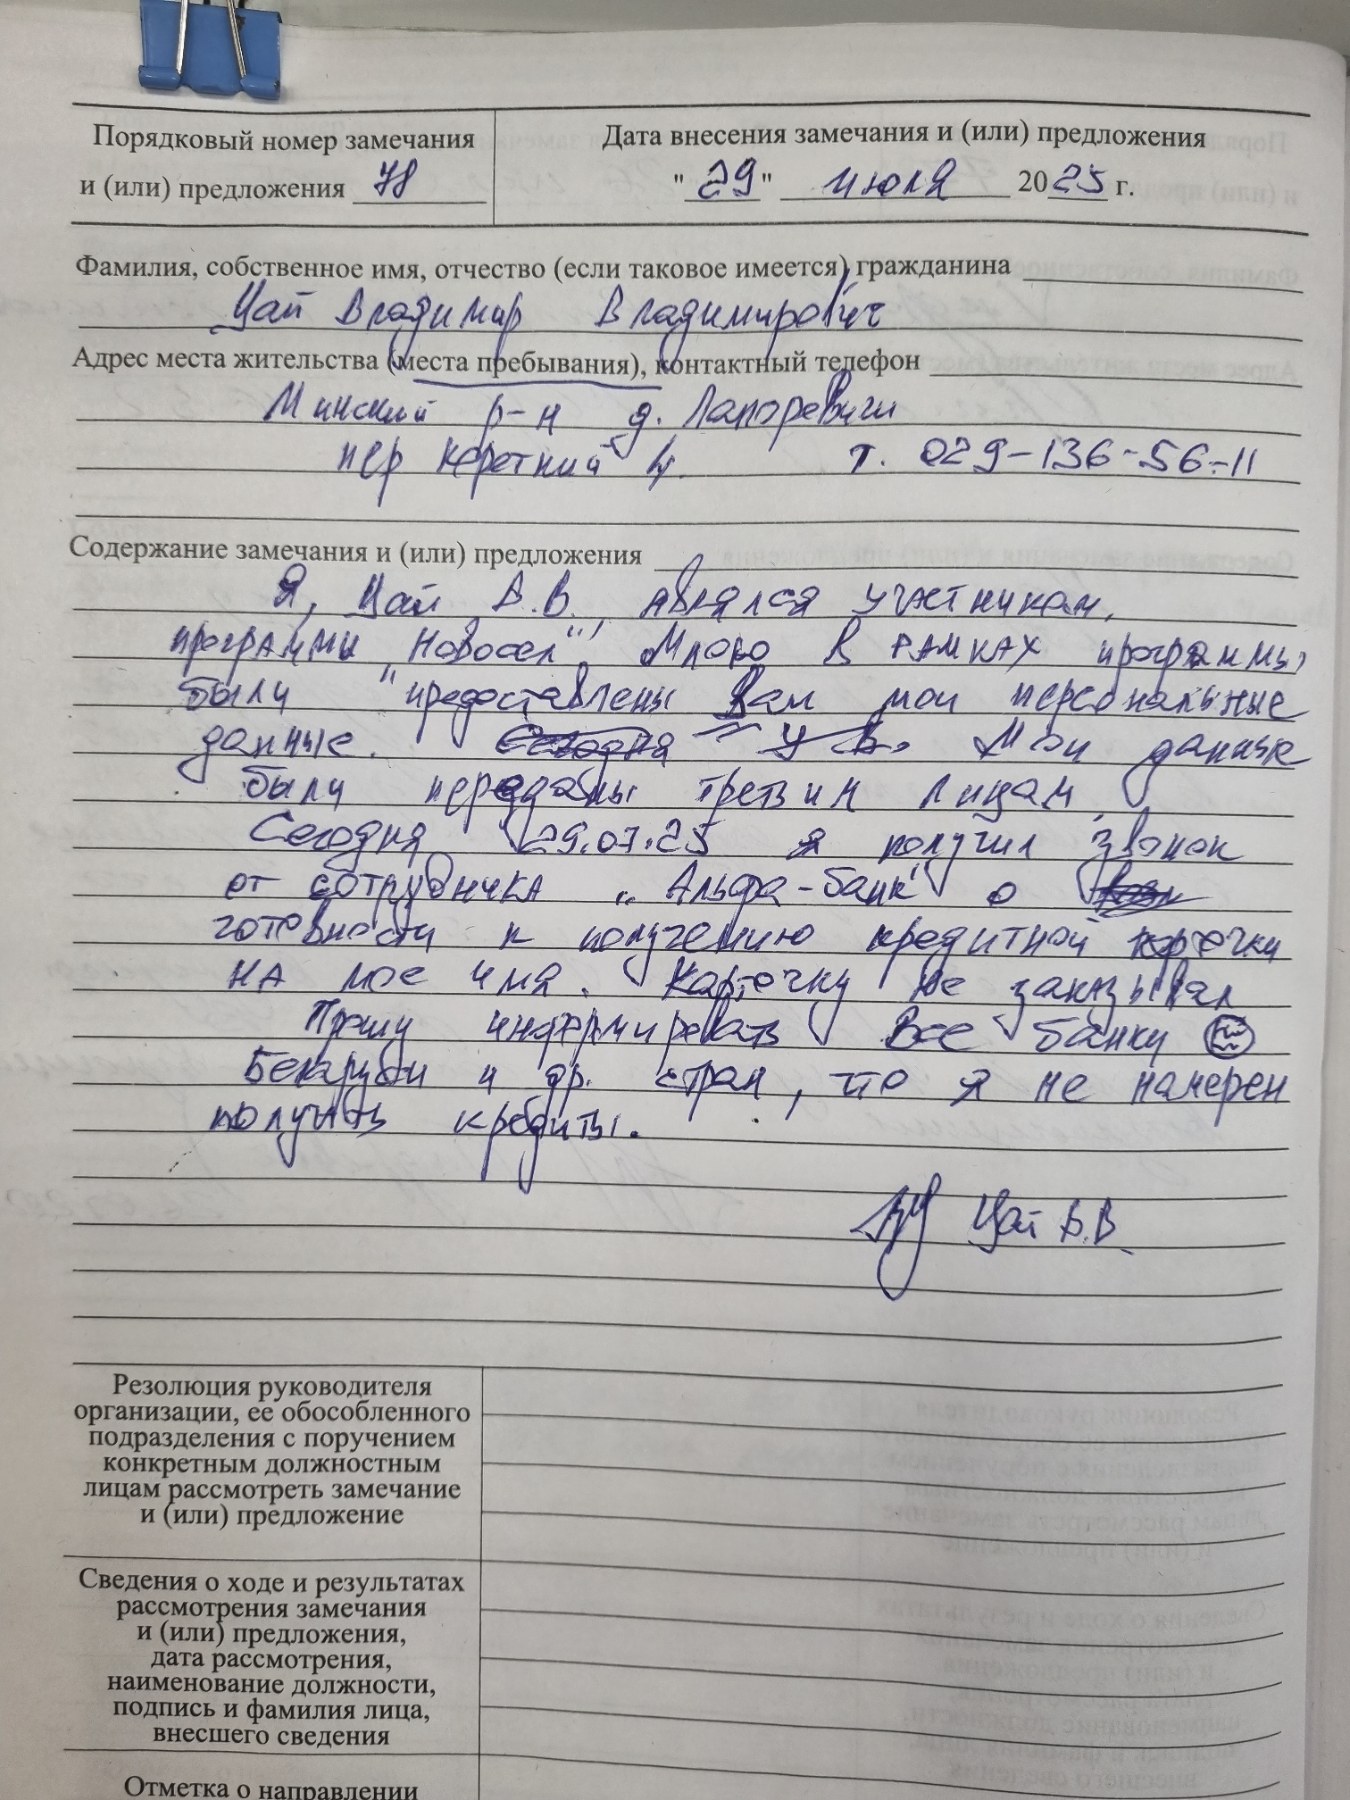 Порядковый номер замечания
и (или) предложения 78
Дата внесения замечания и (или) предложения
"29" июля 2025 г.
Фамилия, собственное имя, отчество (если таковое имеется) гражданина
Цай Владимир Владимирович
Адрес места жительства (места пребывания), контактный телефон
Минский р-н д. Лапоревичи
пер Короткий 4. т. 029-136-56-11
Содержание замечания и (или) предложения
Я, Цай В.В. являлся участником
программы "Новосел". Мною в рамках программы
были предоставлены Вам мои персональные
данные. Мои данные
были переданы третьим лицам
Сегодня 29.07.25 я получил звонок
от сотрудника "Альфа-банк" о
готовности к получению кредитной карточки
на мое имя. Карточку не заказывал
Прошу информировать все банки
Беларуси и др. стран, что я не намерен
получать кредиты.
Цай В.В.
Резолюция руководителя
организации, ее обособленного
подразделения с поручением
конкретным должностным
лицам рассмотреть замечание
и (или) предложение
Сведения о ходе и результатах
рассмотрения замечания
и (или) предложения,
дата рассмотрения,
наименование должности,
подпись и фамилия лица,
внесшего сведения
Отметка о направлении